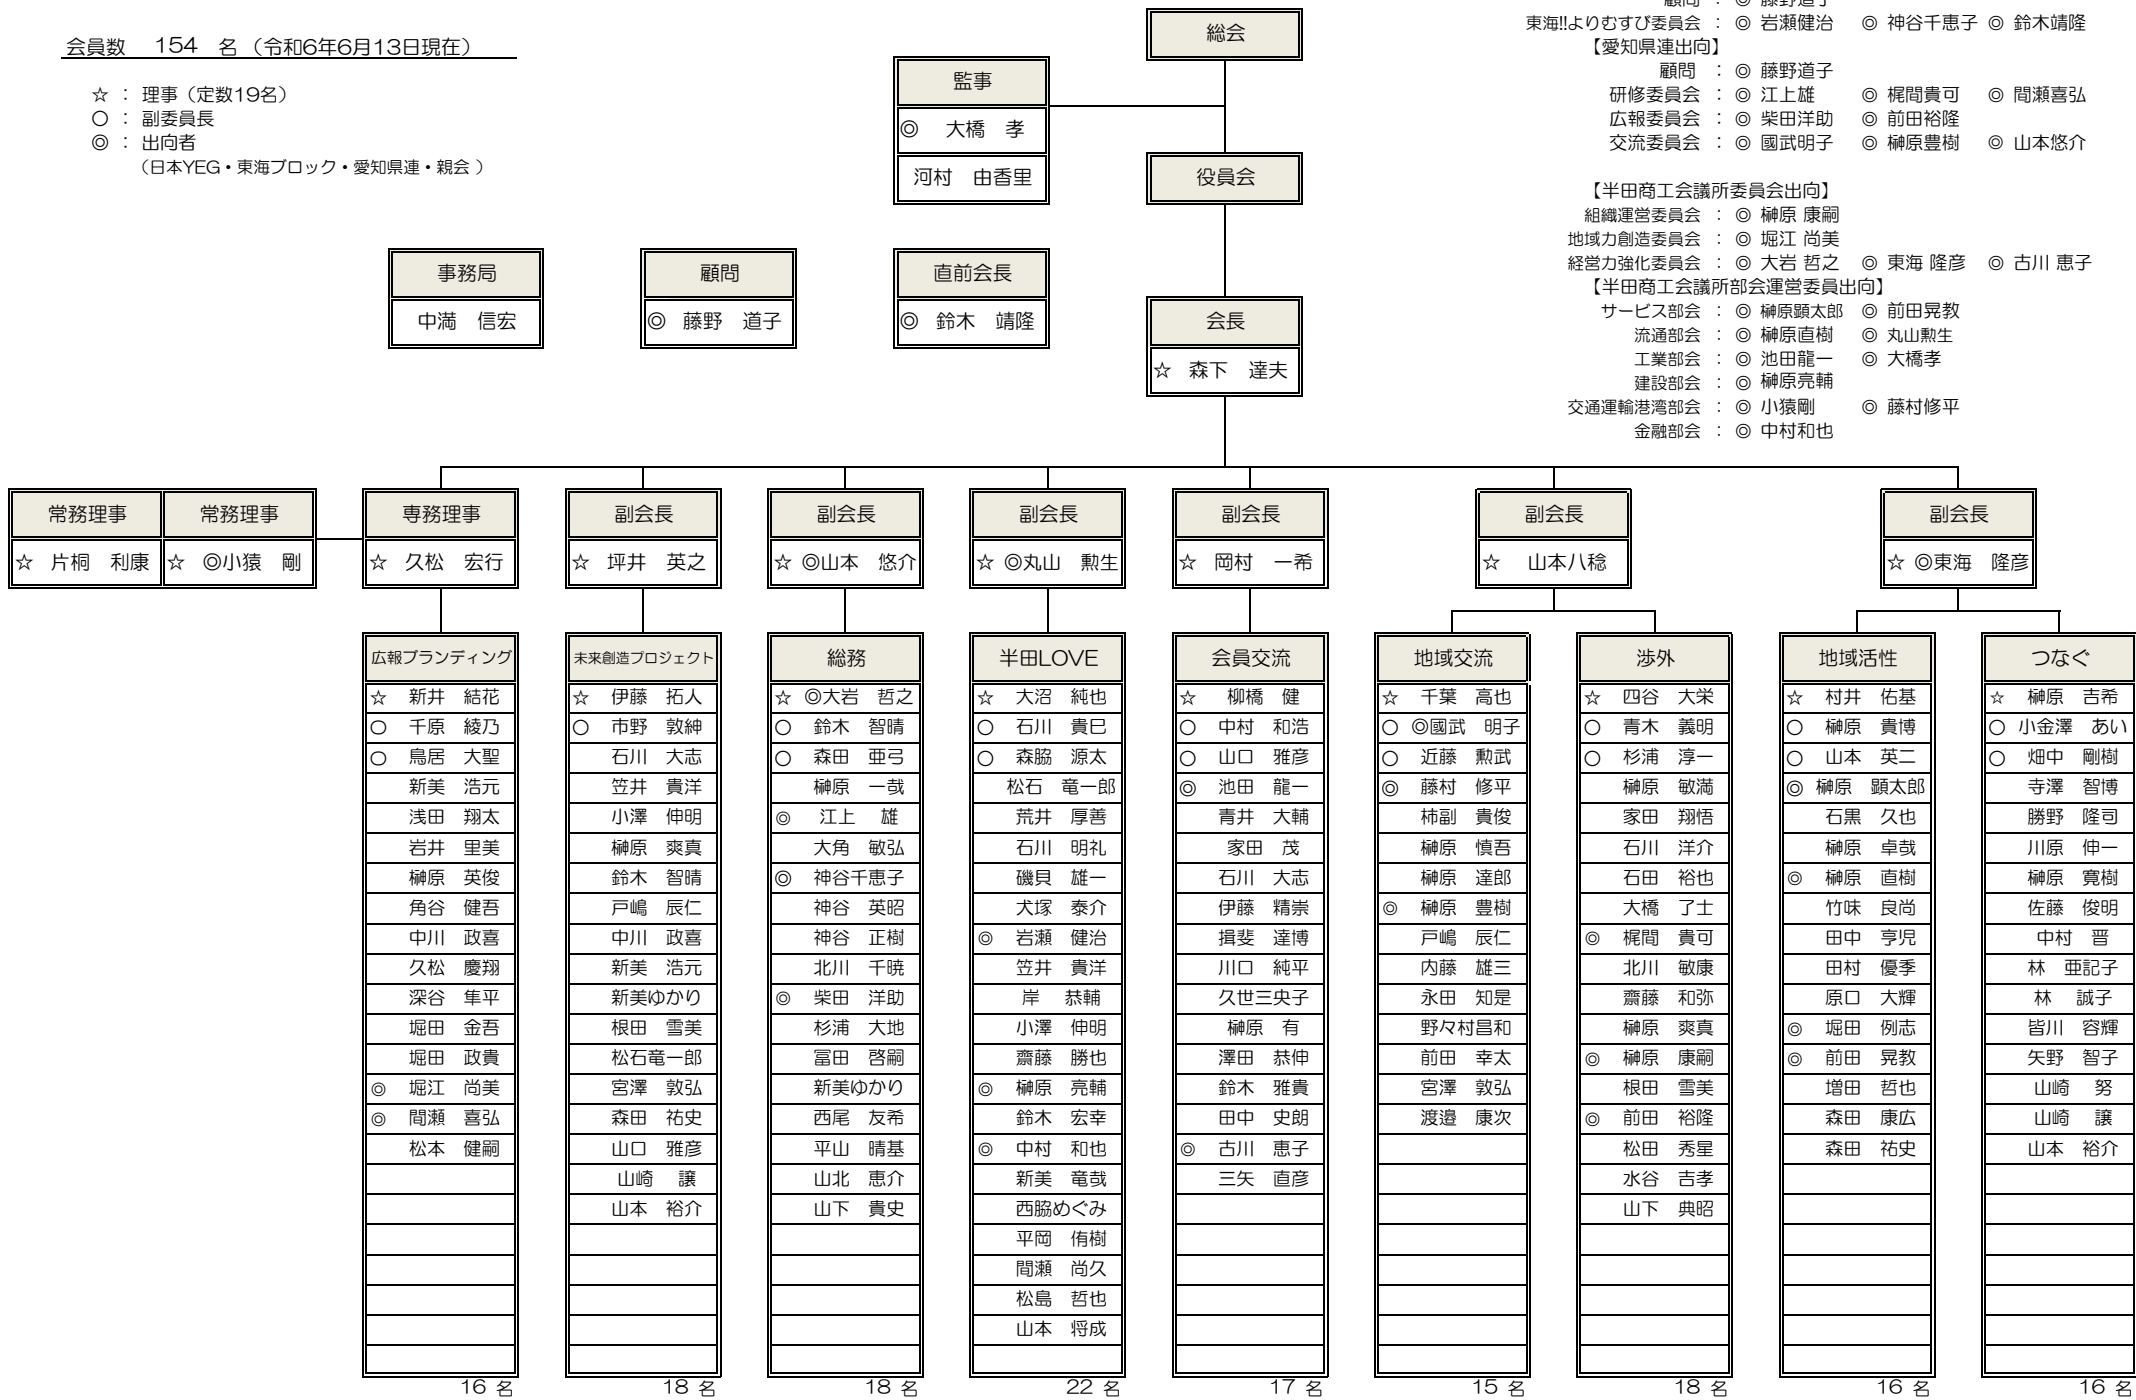 会員数 154 名（令和6年6月13日現在）
☆ ： 理事（定数19名）
○ ： 副委員長
◎ ： 出向者
（日本YEG・東海ブロック・愛知県連・親会 ）
総会
監事
◎ 大橋 孝
河村 由香里
役員会
事務局
中満 信宏
顧問
◎ 藤野 道子
直前会長
◎ 鈴木 靖隆
会長
☆ 森下 達夫
顧問 ： ◎ 藤野道子
東海!!よりむすび委員会 ： ◎ 岩瀬健治 ◎ 神谷千恵子 ◎ 鈴木靖隆
【愛知県連出向】
顧問 ： ◎ 藤野道子
研修委員会 ： ◎ 江上雄 ◎ 梶間貴可 ◎ 間瀬喜弘
広報委員会 ： ◎ 柴田洋助 ◎ 前田裕隆
交流委員会 ： ◎ 國武明子 ◎ 榊原豊樹 ◎ 山本悠介
【半田商工会議所委員会出向】
組織運営委員会 ： ◎ 榊原 康嗣
地域力創造委員会 ： ◎ 堀江 尚美
経営力強化委員会 ： ◎ 大岩 哲之 ◎ 東海 隆彦 ◎ 古川 恵子
【半田商工会議所部会運営委員出向】
サービス部会 ： ◎ 榊原顕太郎 ◎ 前田晃教
流通部会 ： ◎ 榊原直樹 ◎ 丸山勲生
工業部会 ： ◎ 池田龍一 ◎ 大橋孝
建設部会 ： ◎ 榊原亮輔
交通運輸港湾部会 ： ◎ 小猿剛 ◎ 藤村修平
金融部会 ： ◎ 中村和也
常務理事
☆ 片桐 利康
常務理事
☆ ◎小猿 剛
専務理事
☆ 久松 宏行
副会長
☆ 坪井 英之
副会長
☆ ◎山本 悠介
副会長
☆ ◎丸山 勲生
副会長
☆ 岡村 一希
副会長
☆ 山本八稔
副会長
☆ ◎東海 隆彦
広報ブランディング
☆ 新井 結花
○ 千原 綾乃
○ 鳥居 大聖
新美 浩元
浅田 翔太
岩井 里美
榊原 英俊
角谷 健吾
中川 政喜
久松 慶翔
深谷 隼平
堀田 金吾
堀田 政貴
◎ 堀江 尚美
◎ 間瀬 喜弘
松本 健嗣
16 名
未来創造プロジェクト
☆ 伊藤 拓人
○ 市野 敦紳
石川 大志
笠井 貴洋
小澤 伸明
榊原 爽真
鈴木 智晴
戸嶋 辰仁
中川 政喜
新美 浩元
新美ゆかり
根田 雪美
松石竜一郎
宮澤 敦弘
森田 祐史
山口 雅彦
山崎 譲
山本 裕介
18 名
総務
☆ ◎大岩 哲之
○ 鈴木 智晴
○ 森田 亜弓
榊原 一哉
◎ 江上 雄
大角 敏弘
◎ 神谷千恵子
神谷 英昭
神谷 正樹
北川 千暁
◎ 柴田 洋助
杉浦 大地
冨田 啓嗣
新美ゆかり
西尾 友希
平山 晴基
山北 恵介
山下 貴史
18 名
半田LOVE
☆ 大沼 純也
○ 石川 貴巳
○ 森脇 源太
松石 竜一郎
荒井 厚善
石川 明礼
磯貝 雄一
犬塚 泰介
◎ 岩瀬 健治
笠井 貴洋
岸 恭輔
小澤 伸明
齋藤 勝也
◎ 榊原 亮輔
鈴木 宏幸
◎ 中村 和也
新美 竜哉
西脇めぐみ
平岡 侑樹
間瀬 尚久
松島 哲也
山本 将成
22 名
会員交流
☆ 柳橋 健
○ 中村 和浩
○ 山口 雅彦
◎ 池田 龍一
青井 大輔
家田 茂
石川 大志
伊藤 精崇
揖斐 達博
川口 純平
久世三央子
榊原 有
澤田 恭伸
鈴木 雅貴
田中 史朗
◎ 古川 恵子
三矢 直彦
17 名
地域交流
☆ 千葉 高也
○ ◎國武 明子
○ 近藤 勲武
◎ 藤村 修平
柿副 貴俊
榊原 慎吾
榊原 達郎
◎ 榊原 豊樹
戸嶋 辰仁
内藤 雄三
永田 知是
野々村昌和
前田 幸太
宮澤 敦弘
渡邉 康次
15 名
渉外
☆ 四谷 大栄
○ 青木 義明
○ 杉浦 淳一
榊原 敏満
家田 翔悟
石川 洋介
石田 裕也
大橋 了士
◎ 梶間 貴可
北川 敏康
齋藤 和弥
榊原 爽真
◎ 榊原 康嗣
根田 雪美
◎ 前田 裕隆
松田 秀星
水谷 吉孝
山下 典昭
18 名
地域活性
☆ 村井 佑基
○ 榊原 貴博
○ 山本 英二
◎ 榊原 顕太郎
石黒 久也
榊原 卓哉
◎ 榊原 直樹
竹味 良尚
田中 亨児
田村 優季
原口 大輝
◎ 堀田 例志
◎ 前田 晃教
増田 哲也
森田 康広
森田 祐史
16 名
つなぐ
☆ 榊原 吉希
○ 小金澤 あい
○ 畑中 剛樹
寺澤 智博
勝野 隆司
川原 伸一
榊原 寛樹
佐藤 俊明
中村 晋
林 亜記子
林 誠子
皆川 容輝
矢野 智子
山崎 努
山崎 譲
山本 裕介
16 名